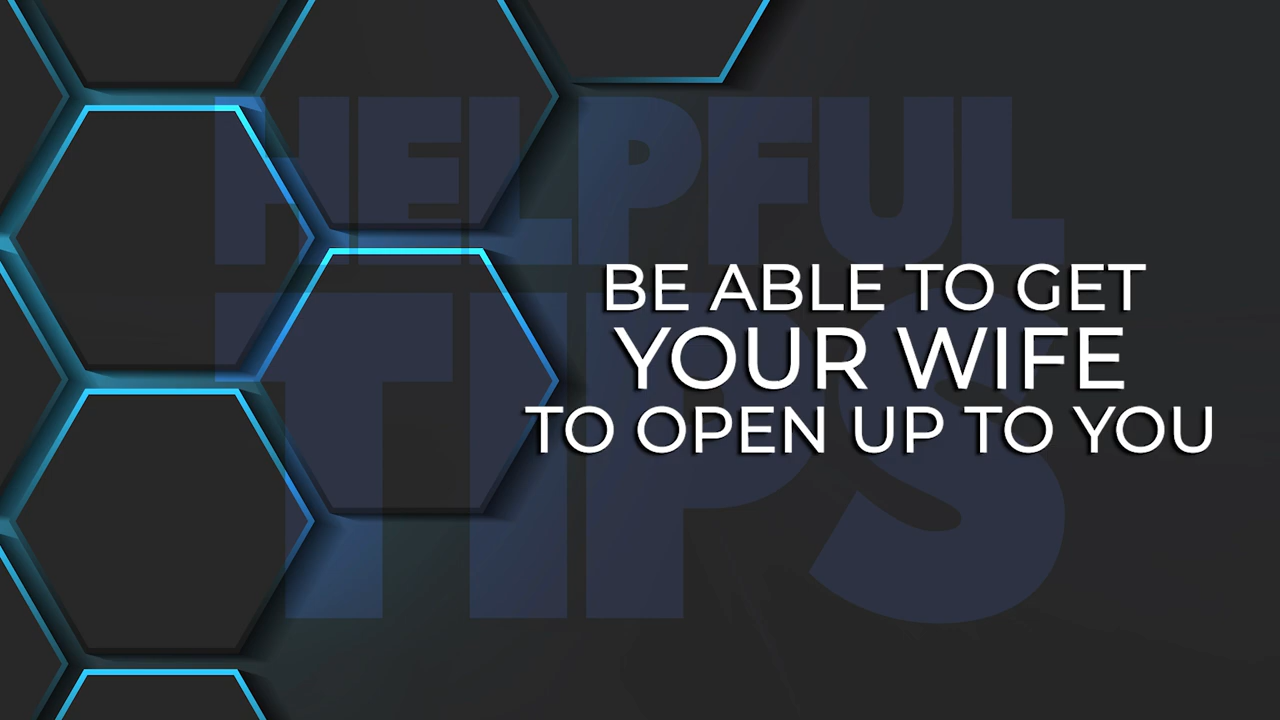 HELPFUL
TIPS
BE ABLE TO GET
YOUR WIFE
TO OPEN UP TO YOU